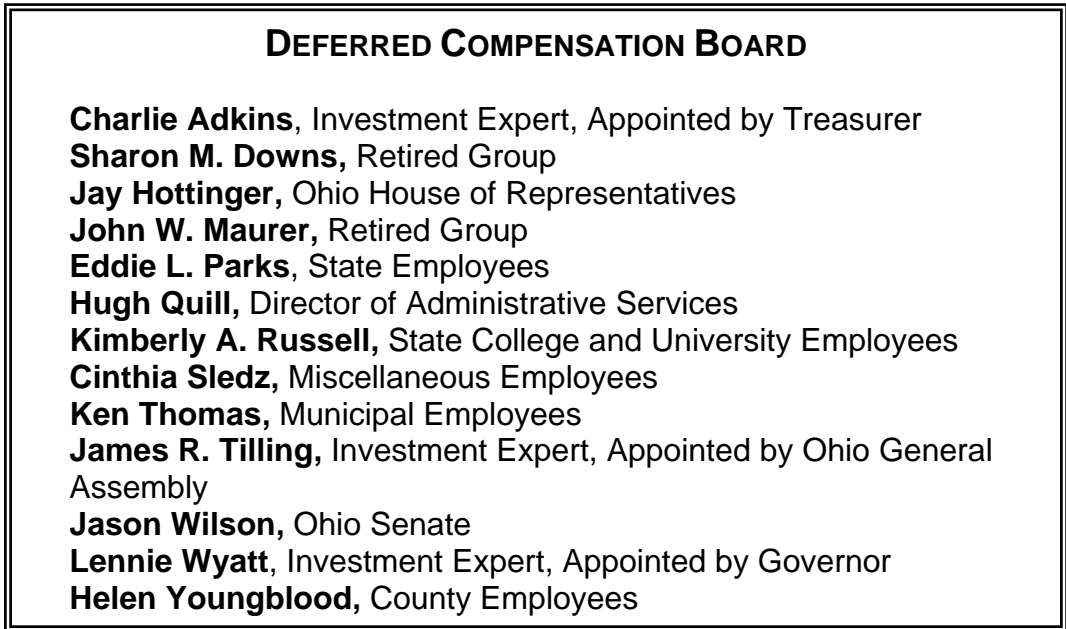 DEFERRED COMPENSATION BOARD
Charlie Adkins, Investment Expert, Appointed by Treasurer
Sharon M. Downs, Retired Group
Jay Hottinger, Ohio House of Representatives
John W. Maurer, Retired Group
Eddie L. Parks, State Employees
Hugh Quill, Director of Administrative Services
Kimberly A. Russell, State College and University Employees
Cinthia Sledz, Miscellaneous Employees
Ken Thomas, Municipal Employees
James R. Tilling, Investment Expert, Appointed by Ohio General
Assembly
Jason Wilson, Ohio Senate
Lennie Wyatt, Investment Expert, Appointed by Governor
Helen Youngblood, County Employees